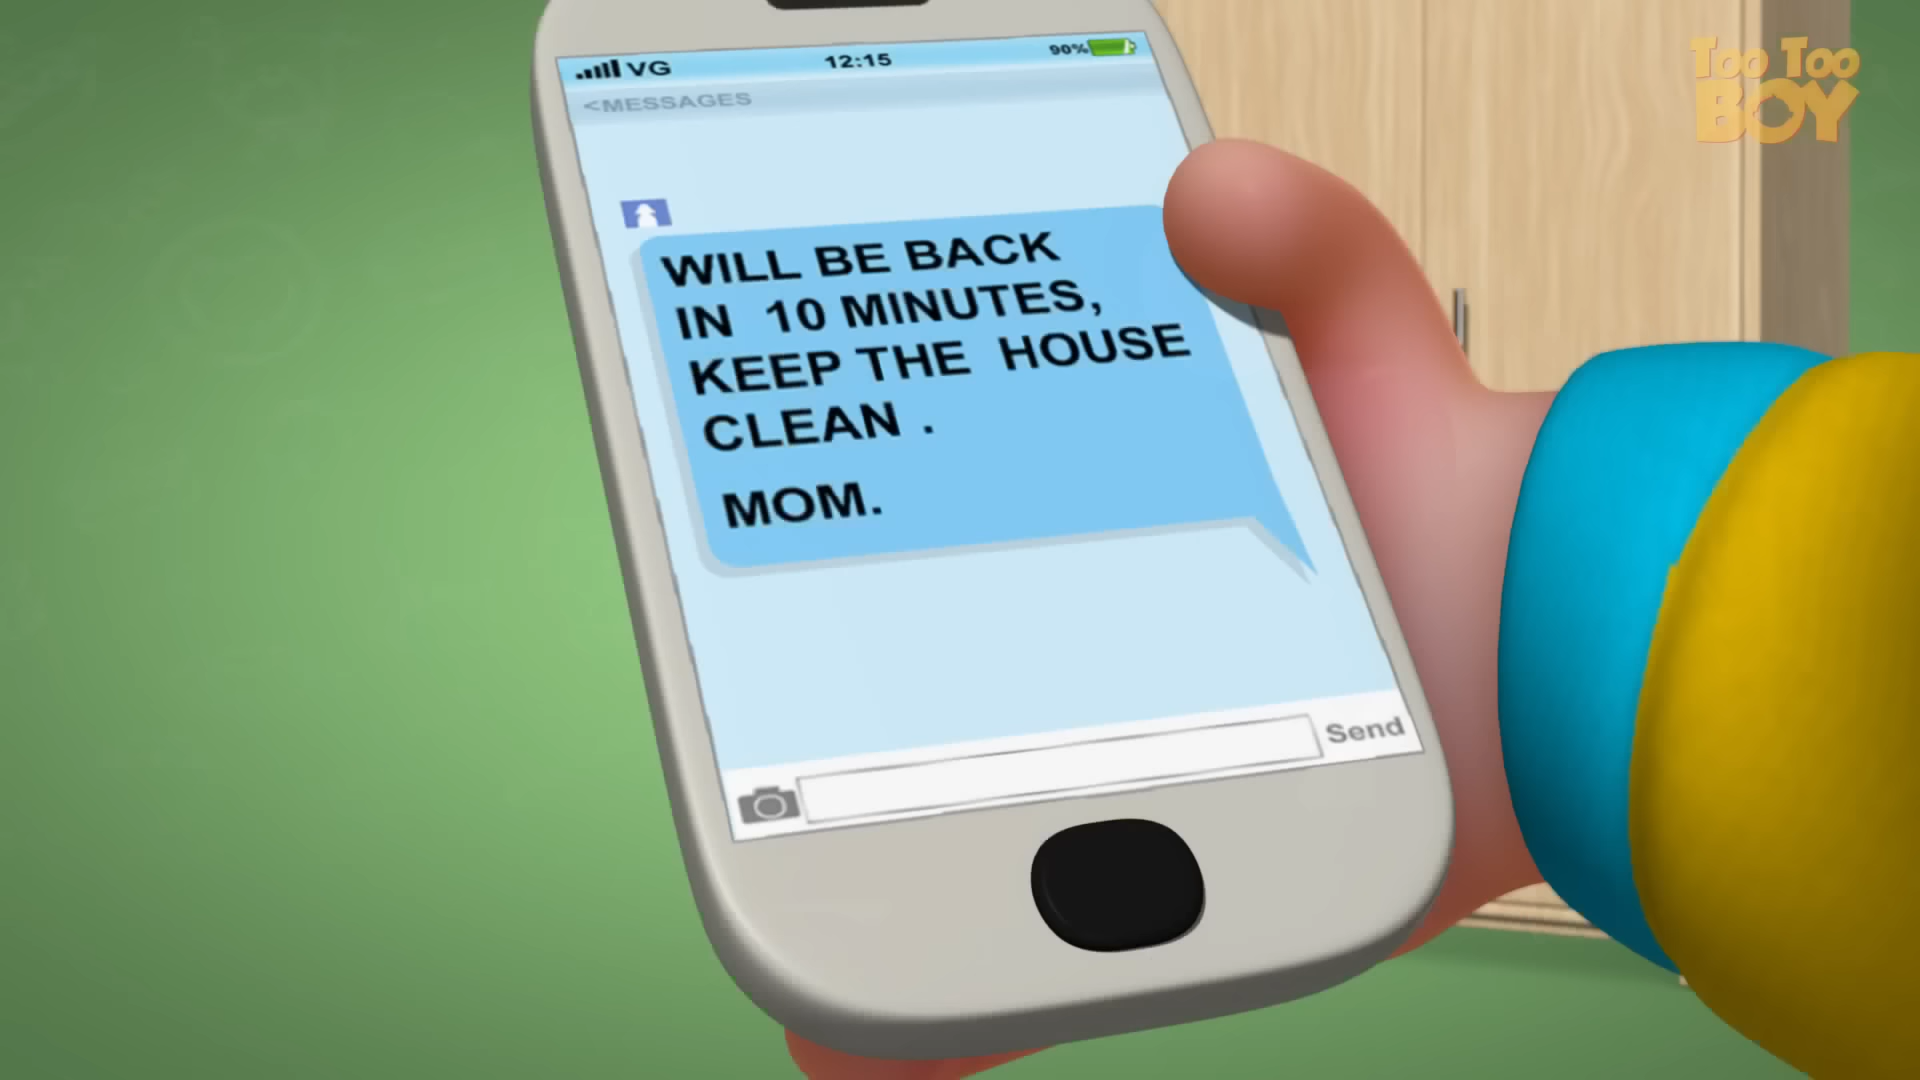 TOO TOO
BOY
VG 12:15 90%
<MESSAGES
WILL BE BACK
IN 10 MINUTES,
KEEP THE HOUSE
CLEAN .
MOM.
Send